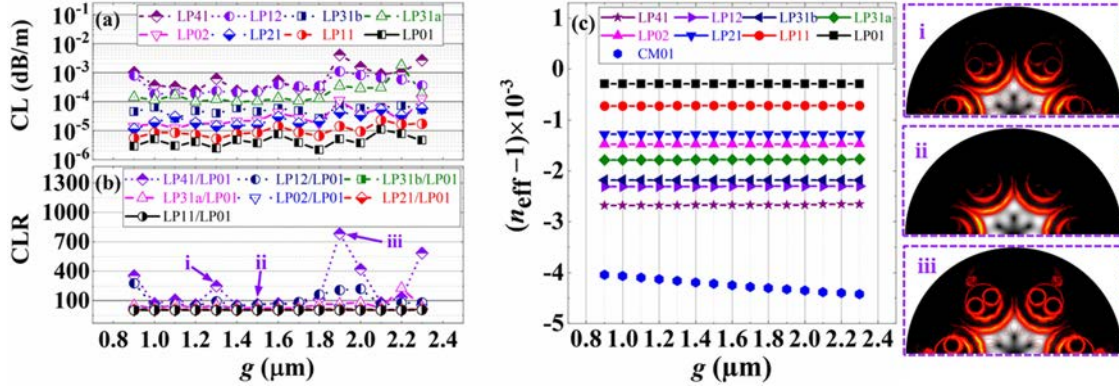 (a) LP41 LP12 LP31b LP31a
LP02 LP21 LP11 LP01
CL (dB/m)
10⁻¹
10⁻²
10⁻³
10⁻⁴
10⁻⁵
10⁻⁶
(b) LP41/LP01 LP12/LP01 LP31b/LP01
LP31a/LP01 LP02/LP01 LP21/LP01
LP11/LP01
CLR
1300
1000
700
400
100
i
ii
iii
0.8 1.0 1.2 1.4 1.6 1.8 2.0 2.2 2.4
g (μm)
(c) LP41 LP12 LP31b LP31a
LP02 LP21 LP11 LP01
CM01
(neff −1)×10⁻³
0
-1
-2
-3
-4
-5
0.8 1.0 1.2 1.4 1.6 1.8 2.0 2.2 2.4
g (μm)
i
ii
iii